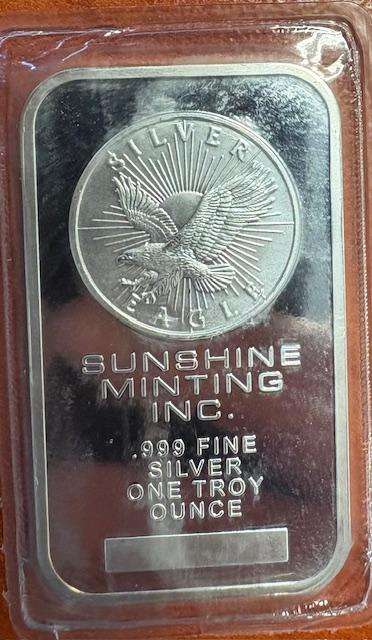 SILVER
EAGLE
SUNSHINE
MINTING
INC.
.999 FINE
SILVER
ONE TROY
OUNCE